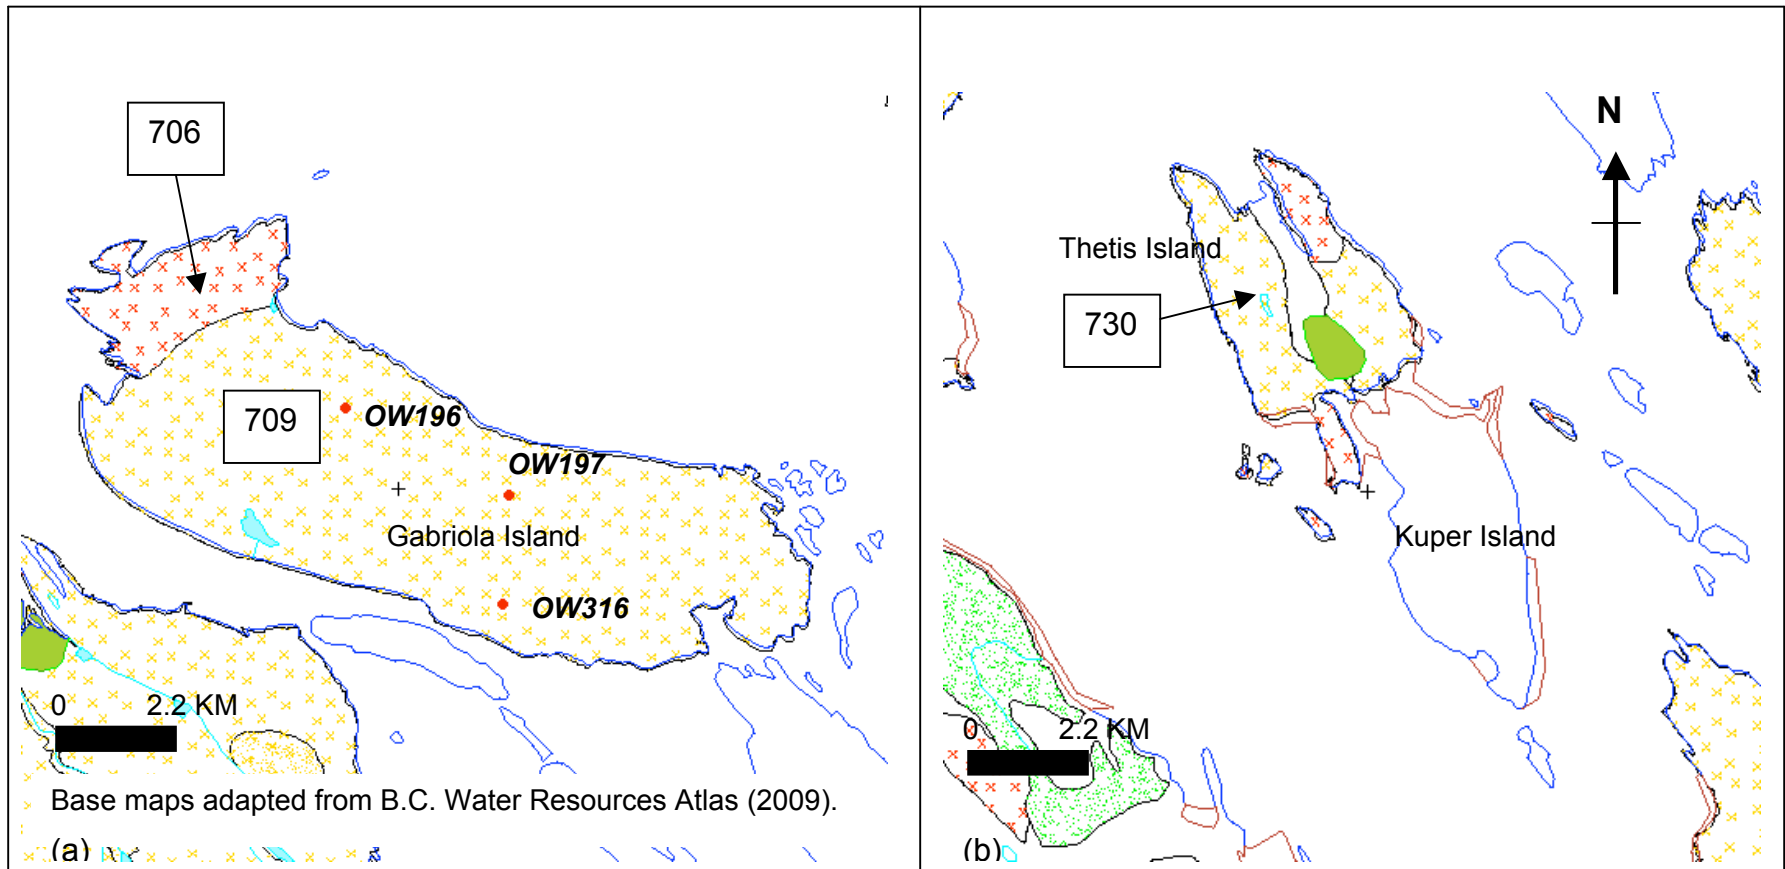 706
709
OW196
OW197
Gabriola Island
OW316
0 2.2 KM
Base maps adapted from B.C. Water Resources Atlas (2009).
(a)
N
Thetis Island
730
Kuper Island
0 2.2 KM
(b)